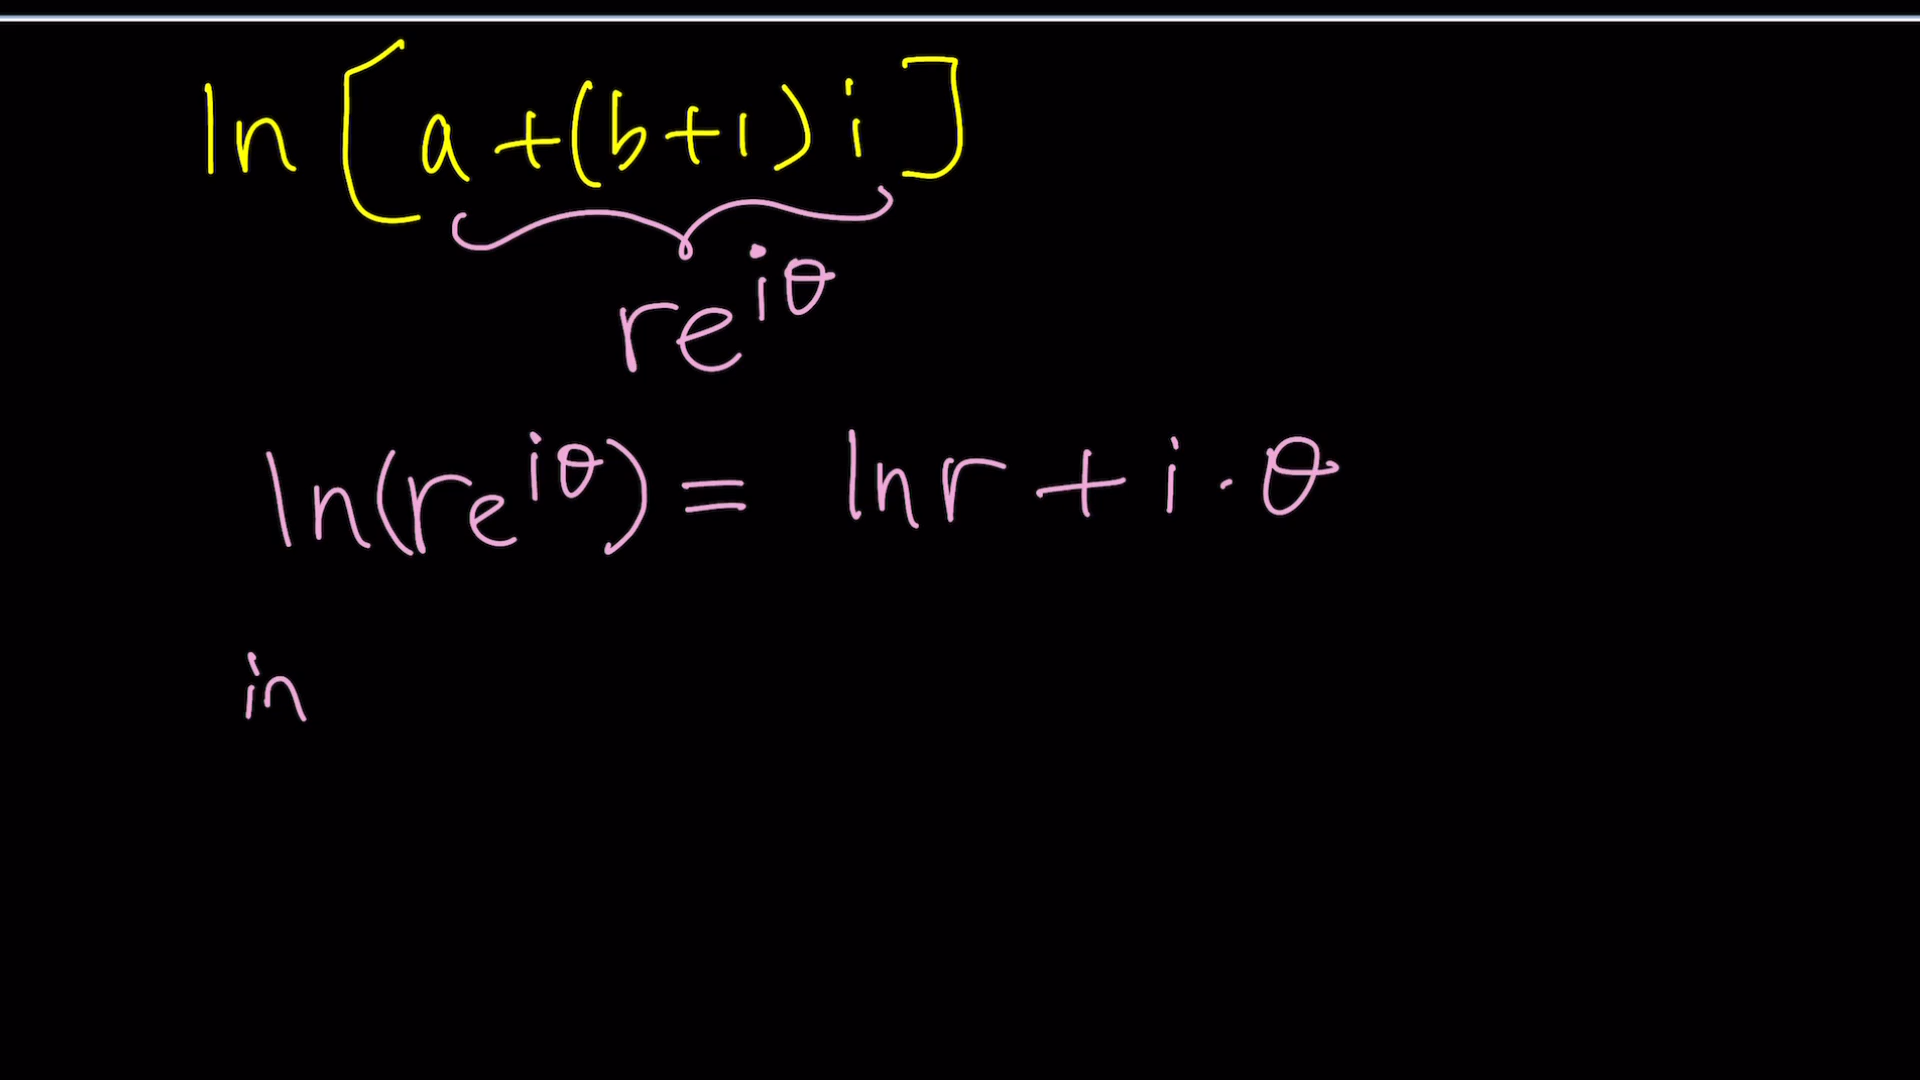 ln[a+(b+1)i]
re^{iθ}
ln(re^{iθ}) = lnr + i·θ
in